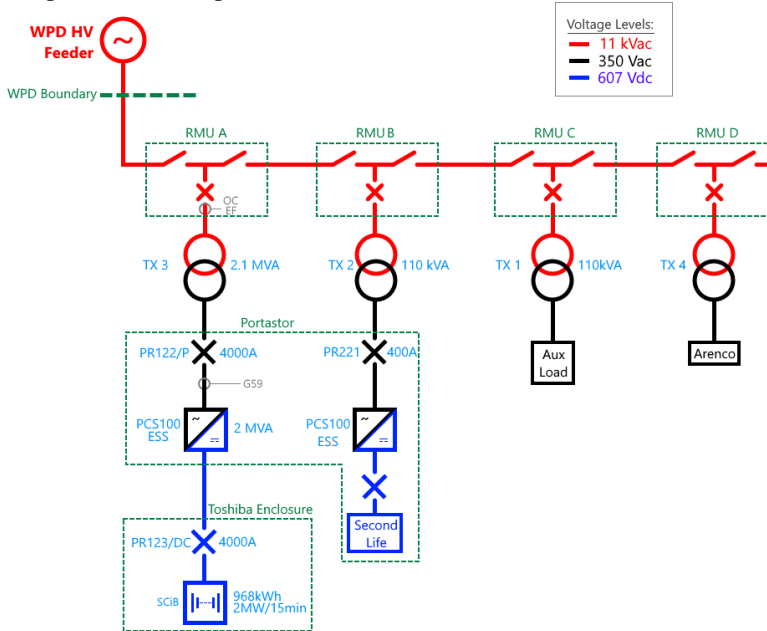 WPD HV
Feeder
Voltage Levels:
11 kVac
350 Vac
607 Vdc
WPD Boundary
RMU A
RMU B
RMU C
RMU D
OC
EF
TX 3
2.1 MVA
TX 2
110 kVA
TX 1
110kVA
TX 4
Portastor
PR122/P
4000A
PR221
400A
Aux
Load
Arenco
G59
PCS100
ESS
2 MVA
PCS100
ESS
Toshiba Enclosure
Second
Life
PR123/DC
4000A
SCiB
968kWh
2MW/15min